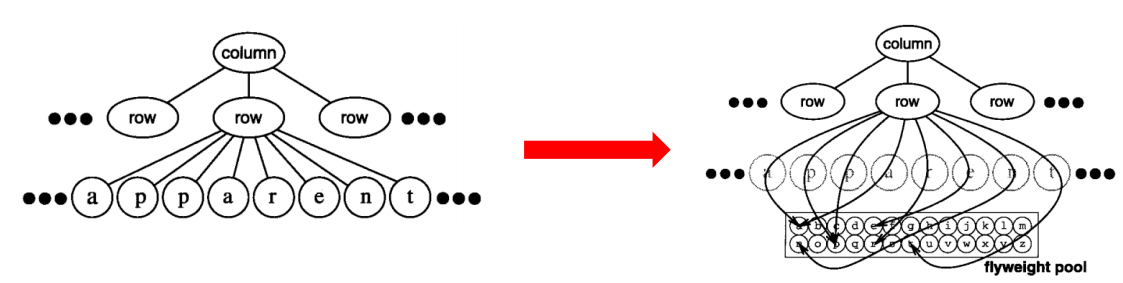 column
row row row
a p p a r e n t
column
row row row
a p p a r e n t
a b c d e f g h i j k l m
n o p q r s t u v w x y z
flyweight pool